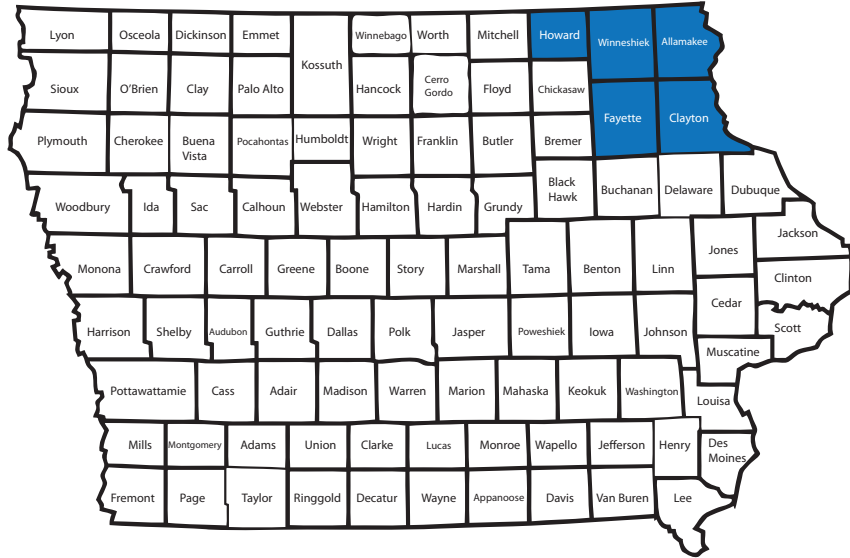 Lyon
Osceola
Dickinson
Emmet
Kossuth
Winnebago
Worth
Mitchell
Howard
Winneshiek
Allamakee
Sioux
O'Brien
Clay
Palo Alto
Hancock
Cerro
Gordo
Floyd
Chickasaw
Fayette
Clayton
Plymouth
Cherokee
Buena
Vista
Pocahontas
Humboldt
Wright
Franklin
Butler
Bremer
Woodbury
Ida
Sac
Calhoun
Webster
Hamilton
Hardin
Grundy
Black
Hawk
Buchanan
Delaware
Dubuque
Monona
Crawford
Carroll
Greene
Boone
Story
Marshall
Tama
Benton
Linn
Jones
Jackson
Clinton
Cedar
Harrison
Shelby
Audubon
Guthrie
Dallas
Polk
Jasper
Poweshiek
Iowa
Johnson
Scott
Muscatine
Pottawattamie
Cass
Adair
Madison
Warren
Marion
Mahaska
Keokuk
Washington
Louisa
Mills
Montgomery
Adams
Union
Clarke
Lucas
Monroe
Wapello
Jefferson
Henry
Des
Moines
Fremont
Page
Taylor
Ringgold
Decatur
Wayne
Appanoose
Davis
Van Buren
Lee